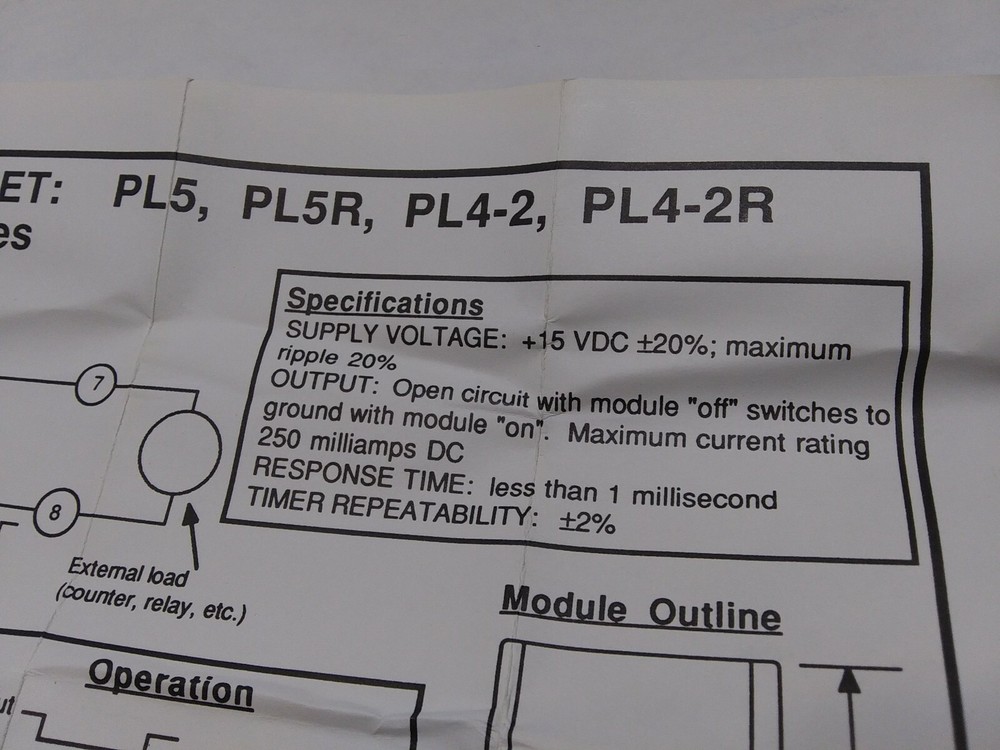 ET: PL5, PL5R, PL4-2, PL4-2R
es
Specifications
SUPPLY VOLTAGE: +15 VDC ±20%; maximum
ripple 20%
OUTPUT: Open circuit with module "off" switches to
ground with module "on". Maximum current rating
250 milliamps DC
RESPONSE TIME: less than 1 millisecond
TIMER REPEATABILITY: ±2%
7
8
External load
(counter, relay, etc.)
Module Outline
Operation
ut